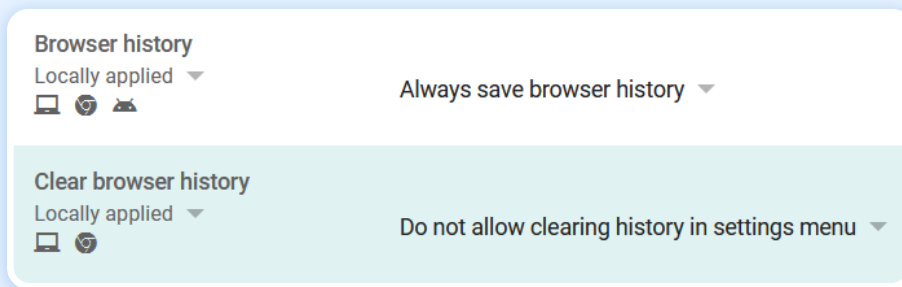 Browser history
Locally applied
Always save browser history
Clear browser history
Locally applied
Do not allow clearing history in settings menu